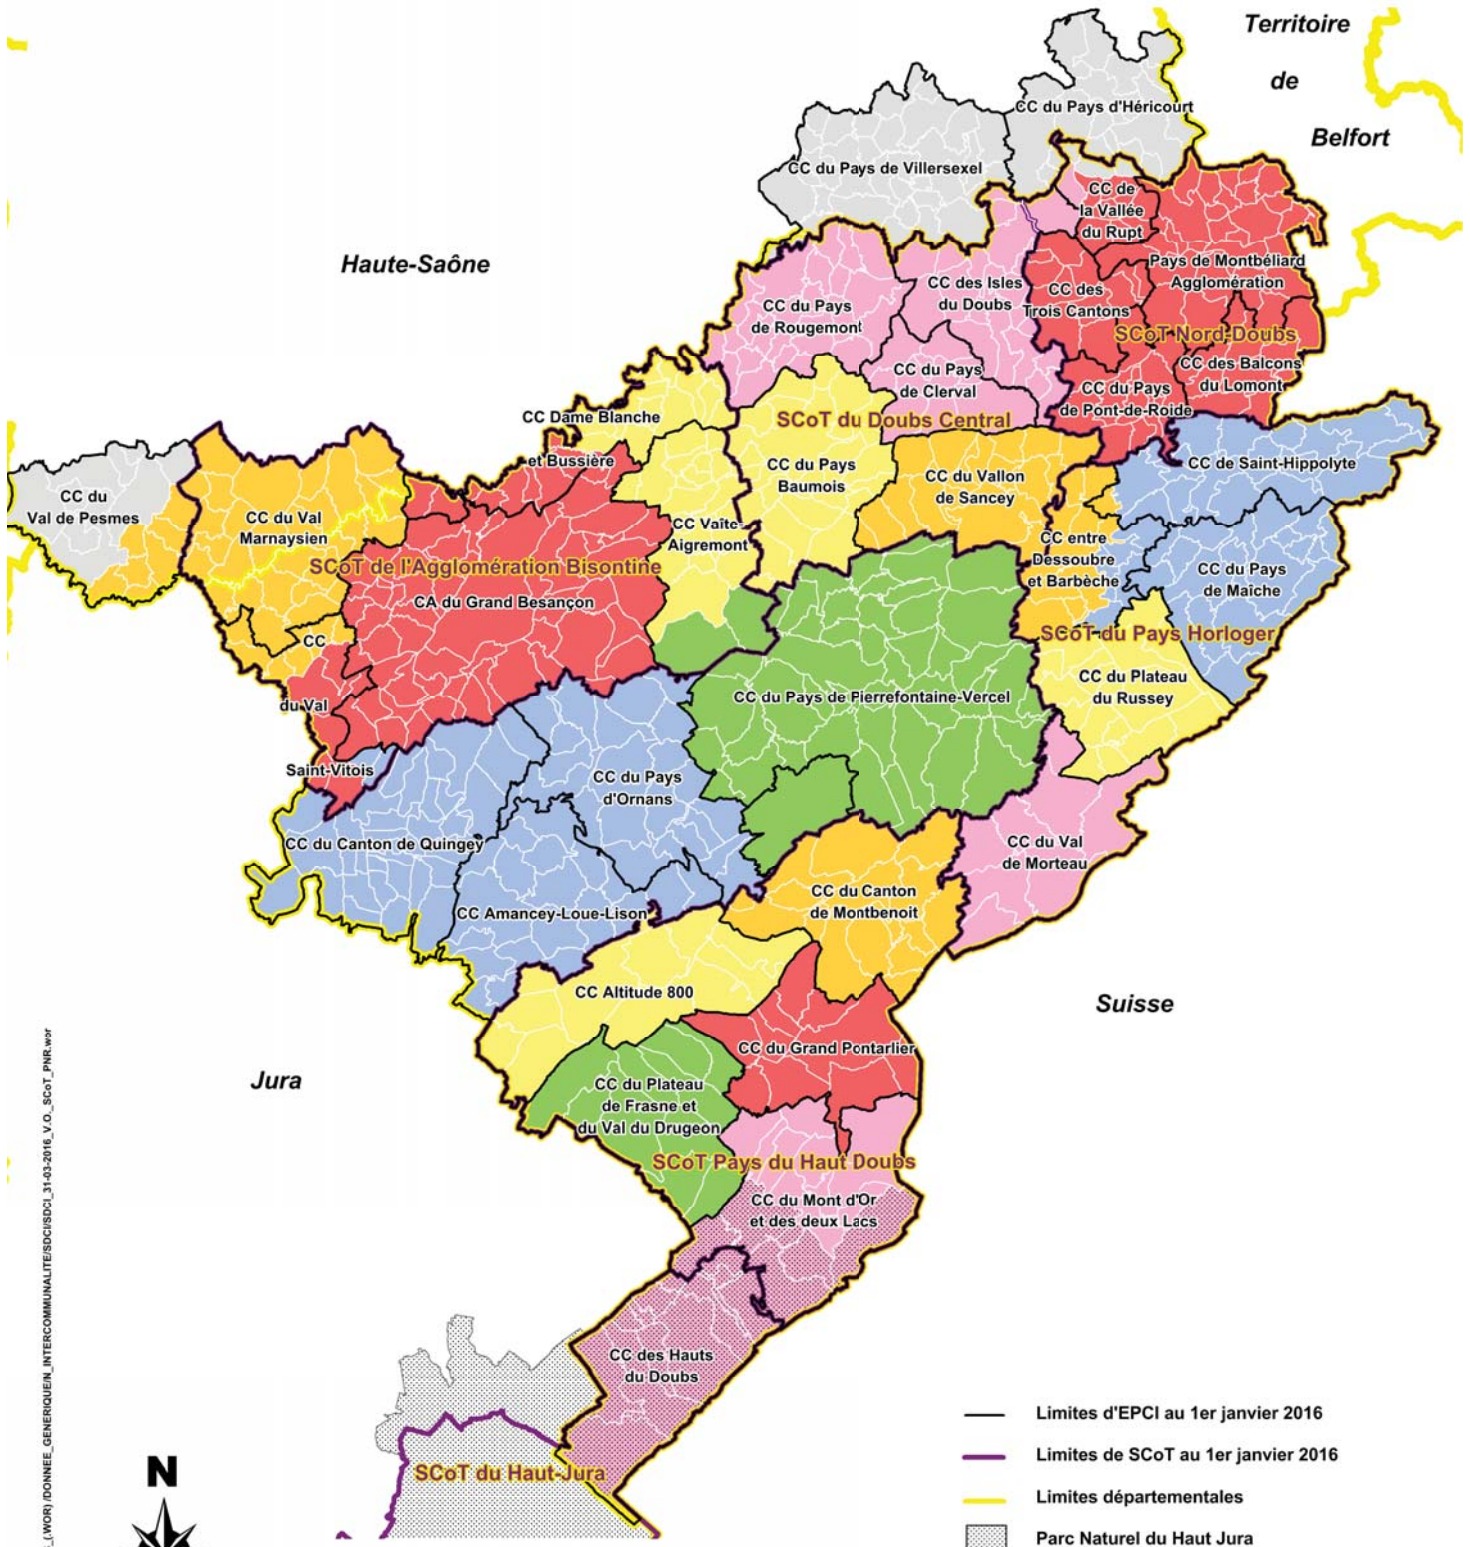 Territoire
de
Belfort
CC du Pays d'Héricourt
CC du Pays de Villersexel
CC de
la Vallée
du Rupt
Haute-Saône
Pays de Montbéliard
Agglomération
CC des Isles
du Doubs
CC des
Trois Cantons
CC du Pays
de Rougemont
SCoT Nord-Doubs
CC des Balcons
du Lomont
CC du Pays
de Clerval
CC du Pays
de Pont-de-Roide
CC Dame Blanche
et Bussière
SCoT du Doubs Central
CC du Pays
Baumois
CC du Vallon
de Sancey
CC de Saint-Hippolyte
CC du
Val de Pesmes
CC du Val
Marnaysien
CC Vaîte-
Aigremont
CC entre
Dessoubre
et Barbèche
CC du Pays
de Maîche
SCoT de l'Agglomération Bisontine
CA du Grand Besançon
CC
du Val
Saint-Vitois
SCoT du Pays Horloger
CC du Plateau
du Russey
CC du Pays de Pierrefontaine-Vercel
CC du Pays
d'Ornans
CC du Canton de Quingey
CC du Val
de Morteau
CC du Canton
de Montbenoit
CC Amancey-Loue-Lison
CC Altitude 800
Suisse
CC du Grand Pontarlier
Jura
CC du Plateau
de Frasne et
du Val du Drugeon
SCoT Pays du Haut Doubs
CC du Mont d'Or
et des deux Lacs
CC des Hauts
du Doubs
SCoT du Haut-Jura
N
Limites d'EPCI au 1er janvier 2016
Limites de SCoT au 1er janvier 2016
Limites départementales
Parc Naturel du Haut Jura
(.WOR) /DONNEE_GENERIQUE/N_INTERCOMMUNALITE/SDCI/SDCI_31-03-2016_V.O._SCoT_PNR.wor